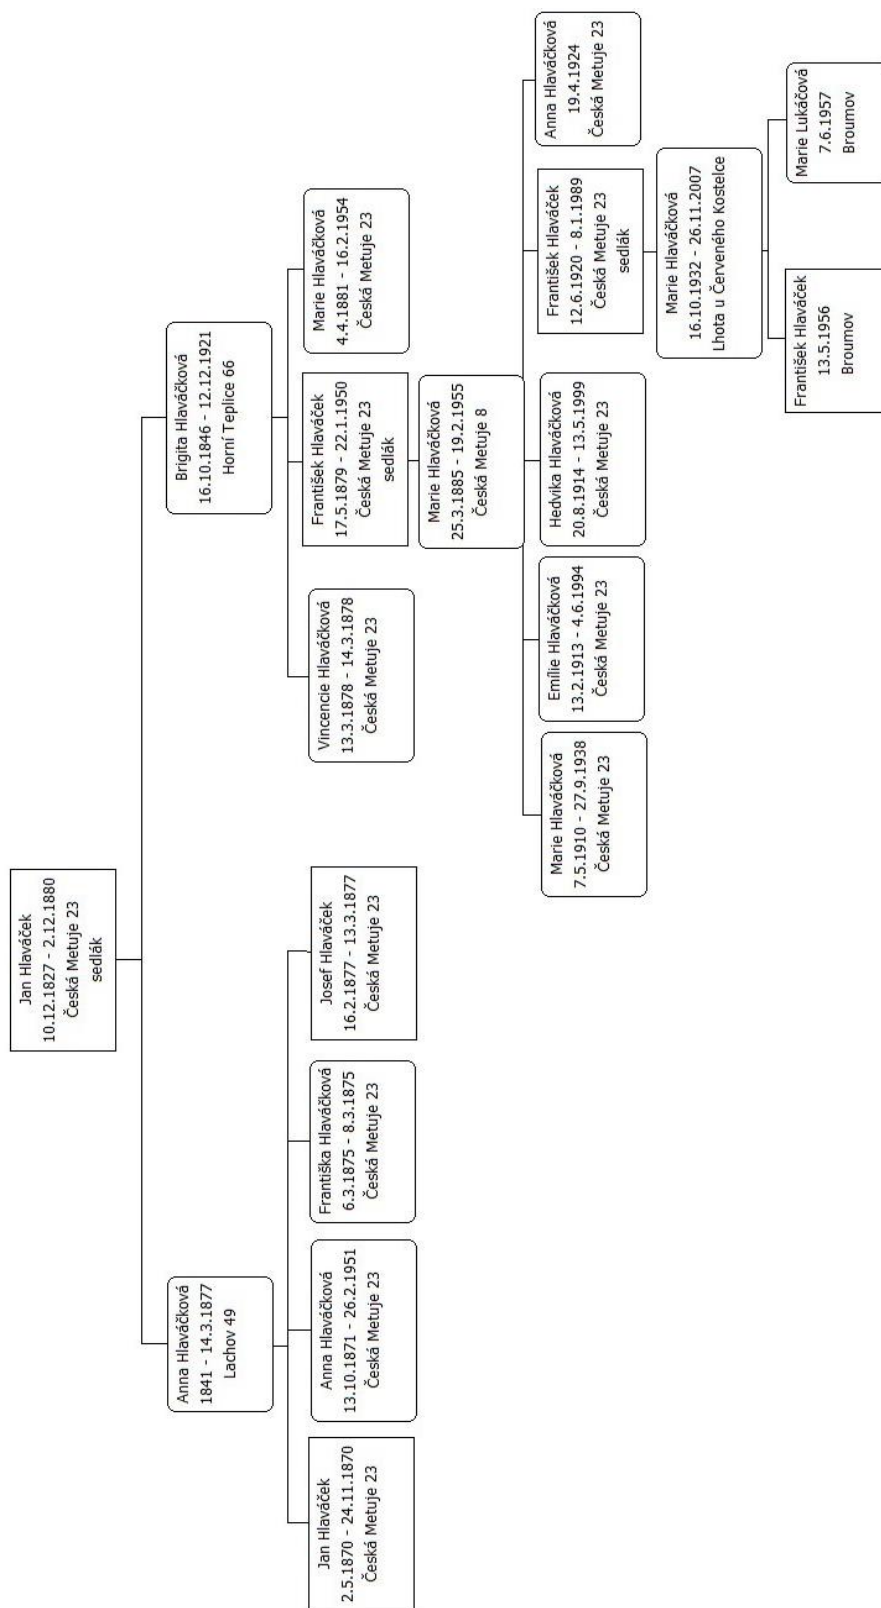 Jan Hlaváček
10.12.1827 - 2.12.1880
Česká Metuje 23
sedlák
Anna Hlaváčková
1841 - 14.3.1877
Lachov 49
Brigita Hlaváčková
16.10.1846 - 12.12.1921
Horní Teplice 66
Jan Hlaváček
2.5.1870 - 24.11.1870
Česká Metuje 23
Anna Hlaváčková
13.10.1871 - 26.2.1951
Česká Metuje 23
Františka Hlaváčková
6.3.1875 - 8.3.1875
Česká Metuje 23
Josef Hlaváček
16.2.1877 - 13.3.1877
Česká Metuje 23
Vincencie Hlaváčková
13.3.1878 - 14.3.1878
Česká Metuje 23
František Hlaváček
17.5.1879 - 22.1.1950
Česká Metuje 23
sedlák
Marie Hlaváčková
4.4.1881 - 16.2.1954
Česká Metuje 23
Marie Hlaváčková
25.3.1885 - 19.2.1955
Česká Metuje 8
Marie Hlaváčková
7.5.1910 - 27.9.1938
Česká Metuje 23
Emílie Hlaváčková
13.2.1913 - 4.6.1994
Česká Metuje 23
Hedvika Hlaváčková
20.8.1914 - 13.5.1999
Česká Metuje 23
František Hlaváček
12.6.1920 - 8.1.1989
Česká Metuje 23
sedlák
Anna Hlaváčková
19.4.1924
Česká Metuje 23
Marie Hlaváčková
16.10.1932 - 26.11.2007
Lhota u Červeného Kostelce
František Hlaváček
13.5.1956
Broumov
Marie Lukáčová
7.6.1957
Broumov